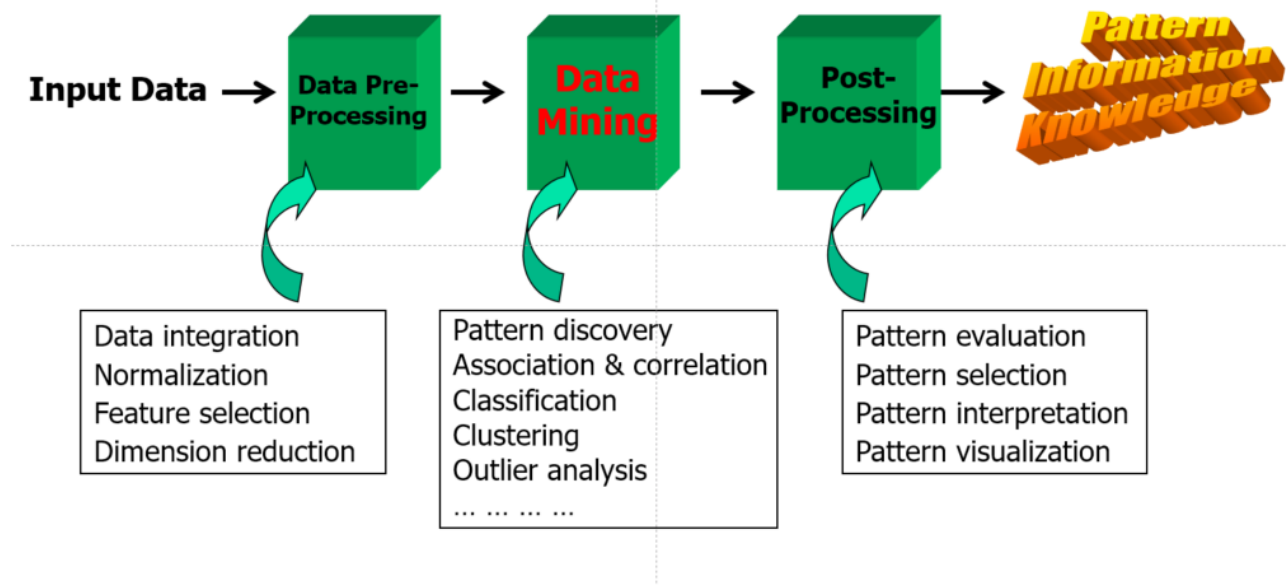 Input Data
Data Pre-
Processing
Data
Mining
Post-
Processing
Pattern
Information
Knowledge
Data integration
Normalization
Feature selection
Dimension reduction
Pattern discovery
Association & correlation
Classification
Clustering
Outlier analysis
... ... ... ...
Pattern evaluation
Pattern selection
Pattern interpretation
Pattern visualization